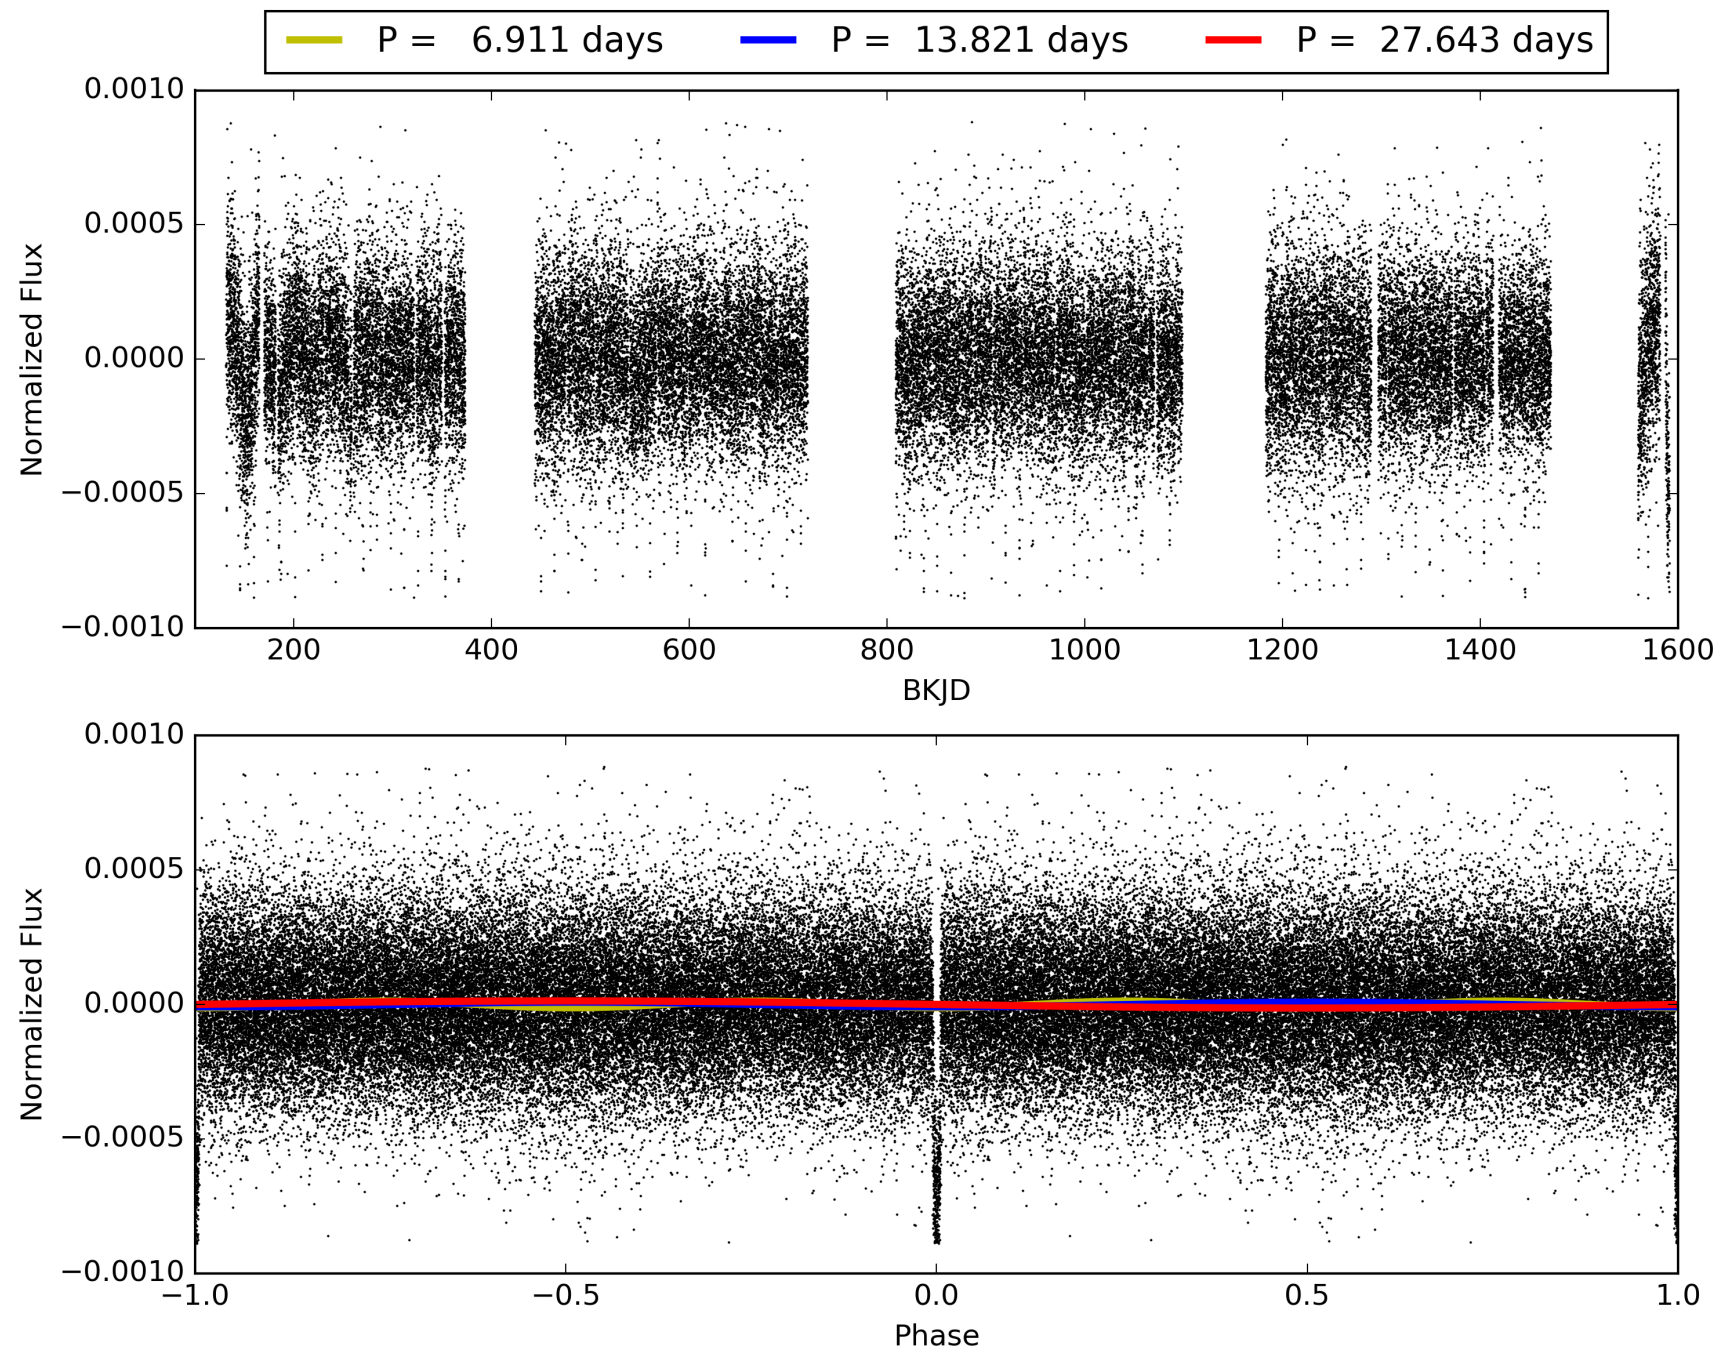 P = 6.911 days P = 13.821 days P = 27.643 days
0.0010
0.0005
0.0000
−0.0005
−0.0010
Normalized Flux
200 400 600 800 1000 1200 1400 1600
BKJD
0.0010
0.0005
0.0000
−0.0005
−0.0010
Normalized Flux
−1.0 −0.5 0.0 0.5 1.0
Phase